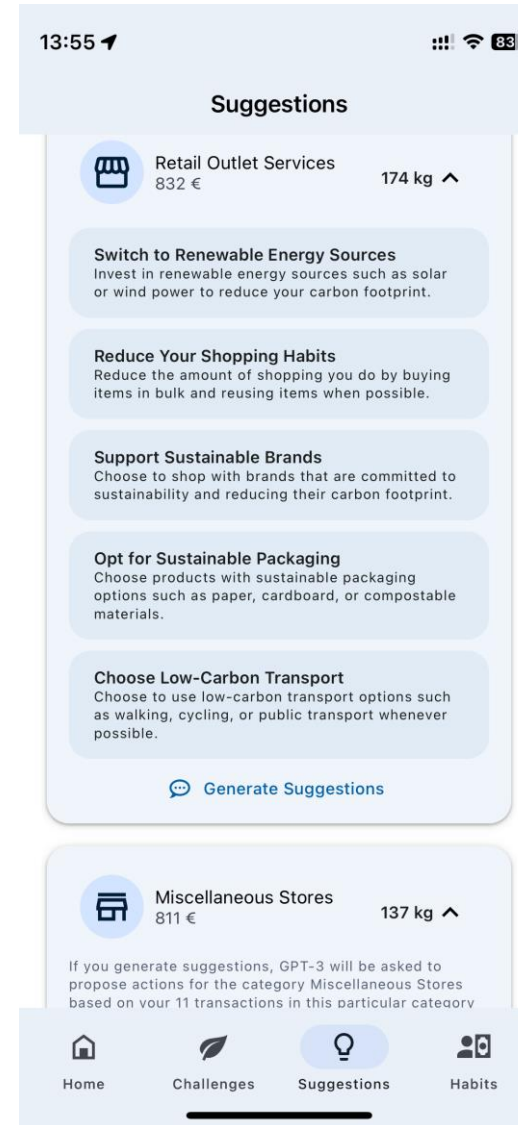 13:55
83
Suggestions
Retail Outlet Services
832 €
174 kg
Switch to Renewable Energy Sources
Invest in renewable energy sources such as solar
or wind power to reduce your carbon footprint.
Reduce Your Shopping Habits
Reduce the amount of shopping you do by buying
items in bulk and reusing items when possible.
Support Sustainable Brands
Choose to shop with brands that are committed to
sustainability and reducing their carbon footprint.
Opt for Sustainable Packaging
Choose products with sustainable packaging
options such as paper, cardboard, or compostable
materials.
Choose Low-Carbon Transport
Choose to use low-carbon transport options such
as walking, cycling, or public transport whenever
possible.
Generate Suggestions
Miscellaneous Stores
811 €
137 kg
If you generate suggestions, GPT-3 will be asked to
propose actions for the category Miscellaneous Stores
based on your 11 transactions in this particular category
Home
Challenges
Suggestions
Habits